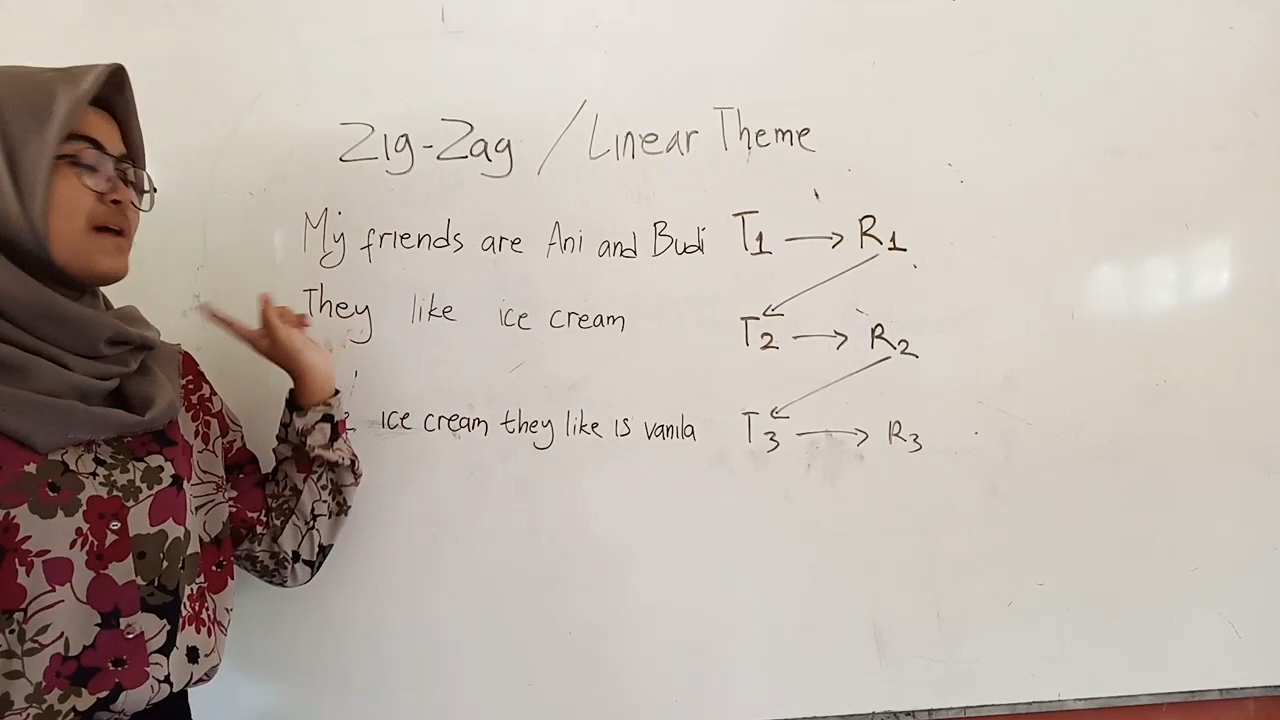 Zig-Zag / Linear Theme
My friends are Ani and Budi T1 → R1
They like ice cream T2 → R2
ice cream they like is vanila T3 → R3